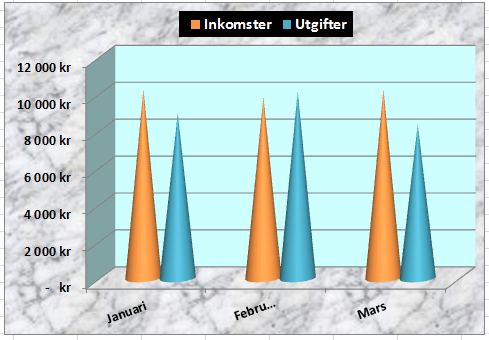 Inkomster Utgifter
12 000 kr
10 000 kr
8 000 kr
6 000 kr
4 000 kr
2 000 kr
- kr
Januari Febru... Mars